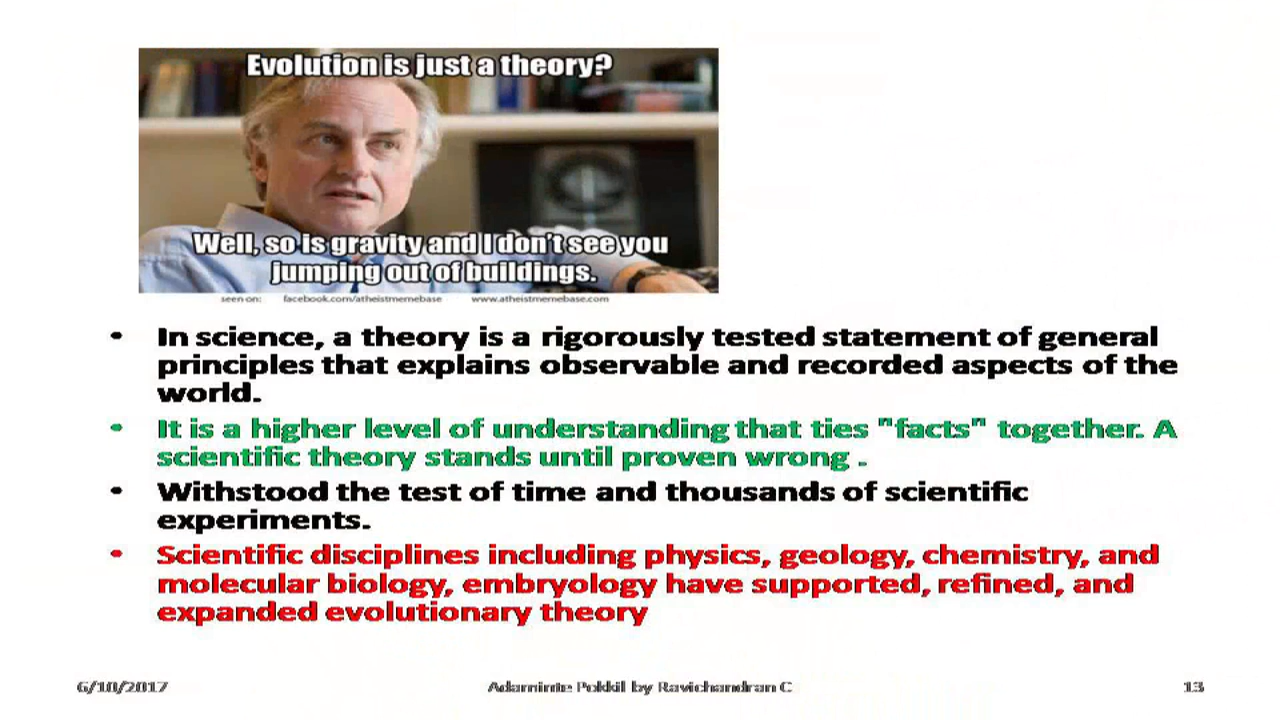 Evolution is just a theory?
Well, so is gravity and I don't see you
jumping out of buildings.
seen on: facebook.com/atheistmemebase www.atheistmemebase.com
• In science, a theory is a rigorously tested statement of general
principles that explains observable and recorded aspects of the
world.
• It is a higher level of understanding that ties "facts" together. A
scientific theory stands until proven wrong .
• Withstood the test of time and thousands of scientific
experiments.
• Scientific disciplines including physics, geology, chemistry, and
molecular biology, embryology have supported, refined, and
expanded evolutionary theory
6/10/2017 Adaminte Pokkil by Ravichandran C 13